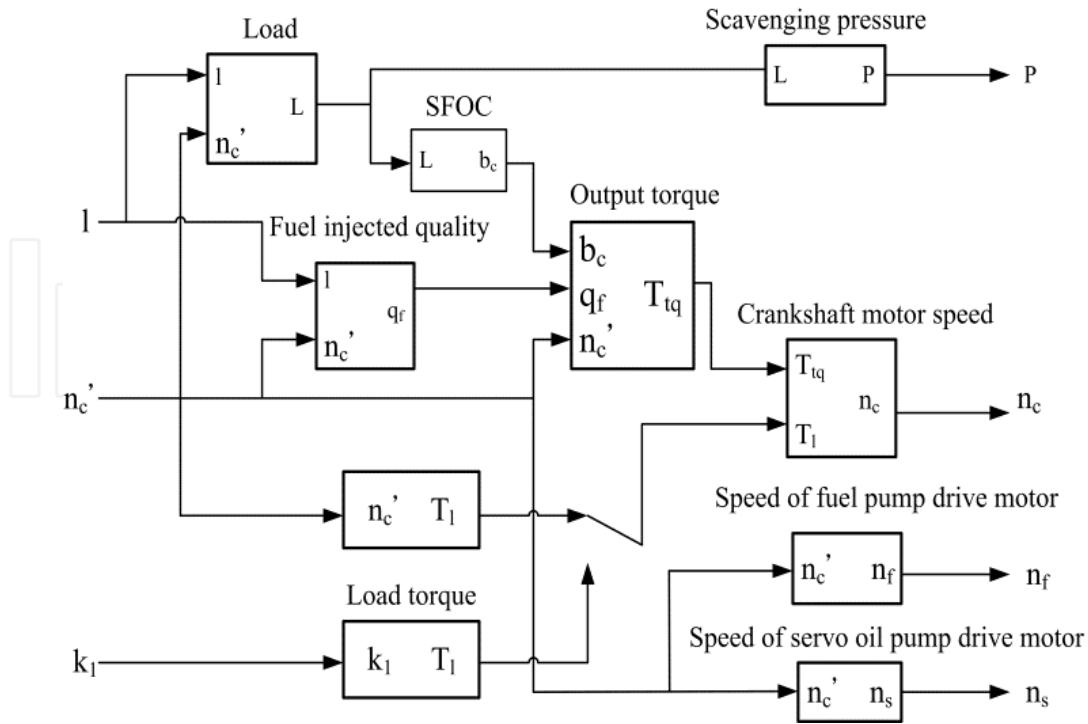 Load
l
L
n_c'
Scavenging pressure
L P
P
SFOC
L b_c
l
Fuel injected quality
l
q_f
n_c'
Output torque
b_c
q_f T_tq
n_c'
Crankshaft motor speed
T_tq
n_c
T_l
n_c
n_c'
n_c' T_l
Speed of fuel pump drive motor
n_c' n_f
n_f
Load torque
k_l
k_l T_l
Speed of servo oil pump drive motor
n_c' n_s
n_s